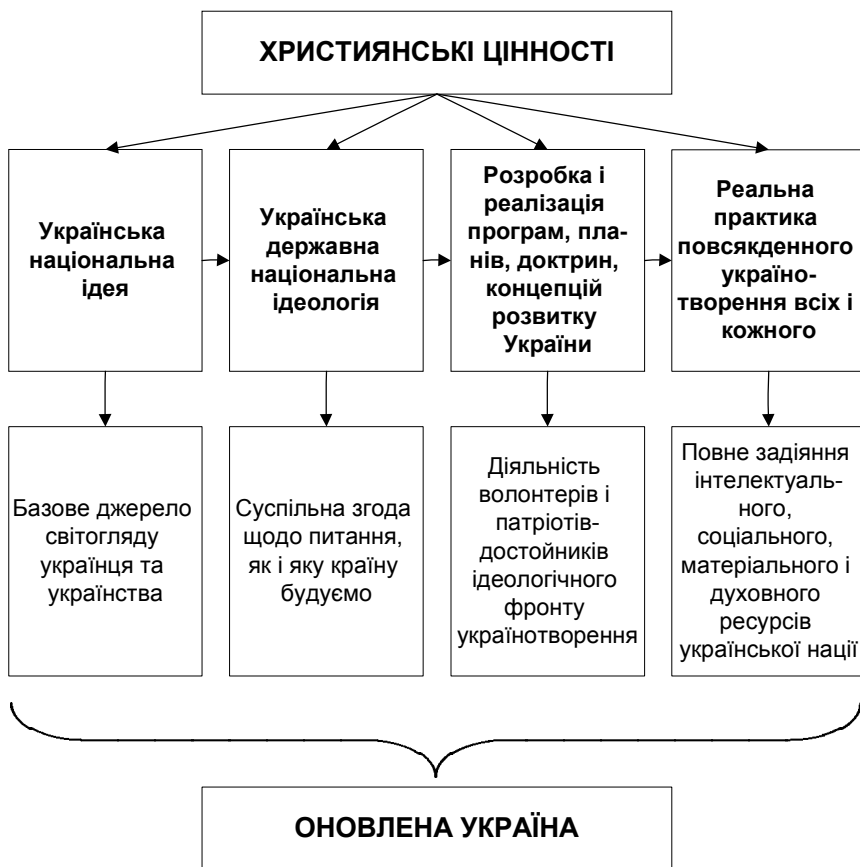 ХРИСТИЯНСЬКІ ЦІННОСТІ
Українська
національна
ідея
Українська
державна
національна
ідеологія
Розробка і
реалізація
програм, пла-
нів, доктрин,
концепцій
розвитку
України
Реальна
практика
повсякденного
україно-
творення всіх і
кожного
Базове джерело
світогляду
українця та
українства
Суспільна згода
щодо питання,
як і яку країну
будуємо
Діяльність
волонтерів і
патріотів-
достойників
ідеологічного
фронту
українотворення
Повне задіяння
інтелектуаль-
ного,
соціального,
матеріального і
духовного
ресурсів
української нації
ОНОВЛЕНА УКРАЇНА